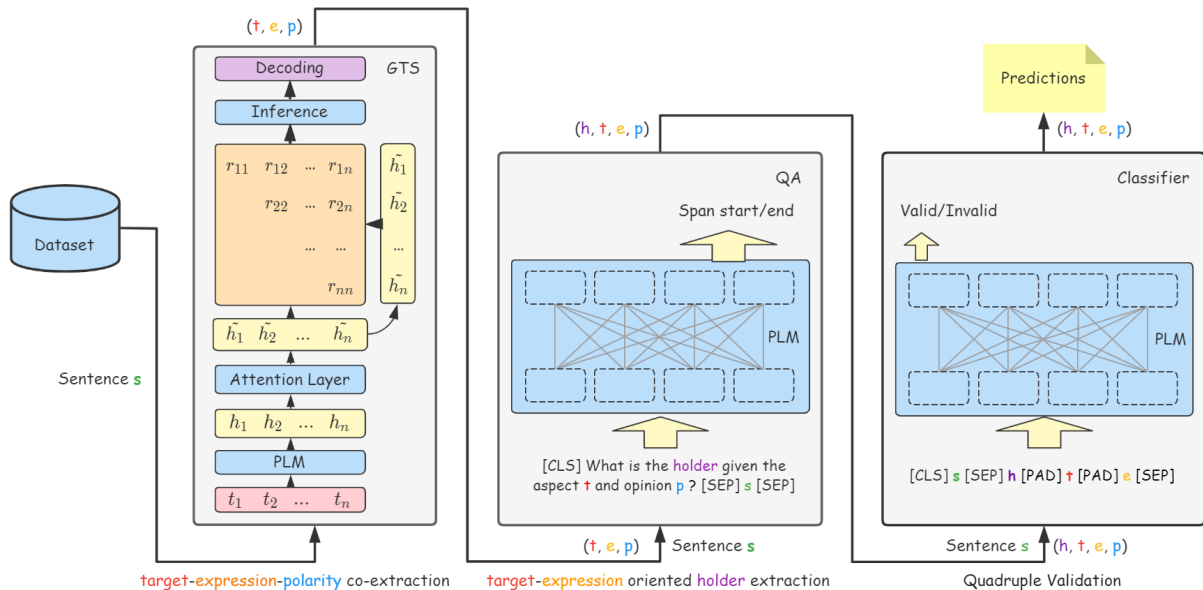 (t, e, p)
GTS
Decoding
Inference
r₁₁ r₁₂ ... r₁ₙ
r₂₂ ... r₂ₙ
... ...
rₙₙ
h̃₁
h̃₂
...
h̃ₙ
h̃₁ h̃₂ ... h̃ₙ
Attention Layer
h₁ h₂ ... hₙ
PLM
t₁ t₂ ... tₙ
Dataset
Sentence s
target-expression-polarity co-extraction
(h, t, e, p)
QA
Span start/end
PLM
[CLS] What is the holder given the
aspect t and opinion p ? [SEP] s [SEP]
(t, e, p) Sentence s
target-expression oriented holder extraction
Predictions
(h, t, e, p)
Classifier
Valid/Invalid
PLM
[CLS] s [SEP] h [PAD] t [PAD] e [SEP]
Sentence s (h, t, e, p)
Quadruple Validation